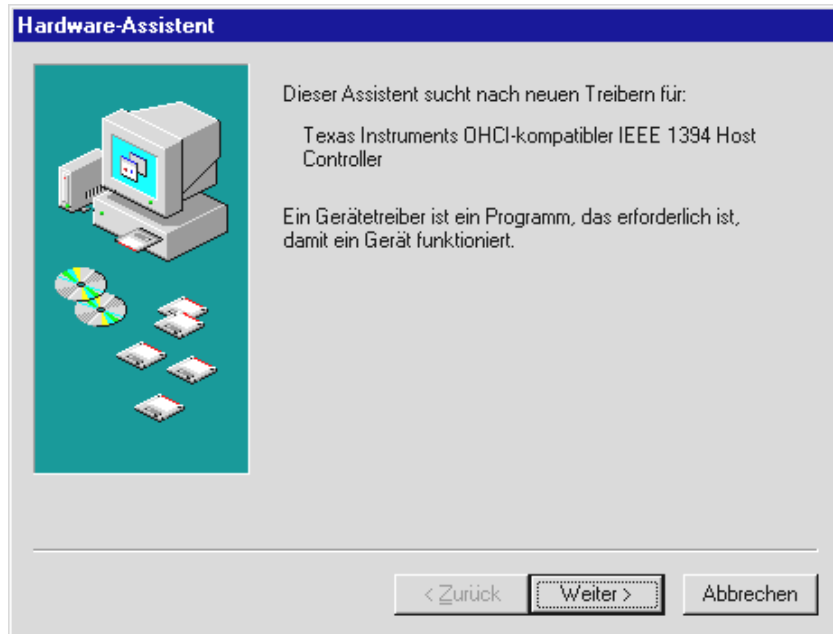 Hardware-Assistent
Dieser Assistent sucht nach neuen Treibern für:
Texas Instruments OHCI-kompatibler IEEE 1394 Host
Controller
Ein Gerätetreiber ist ein Programm, das erforderlich ist,
damit ein Gerät funktioniert.
< Zurück Weiter > Abbrechen